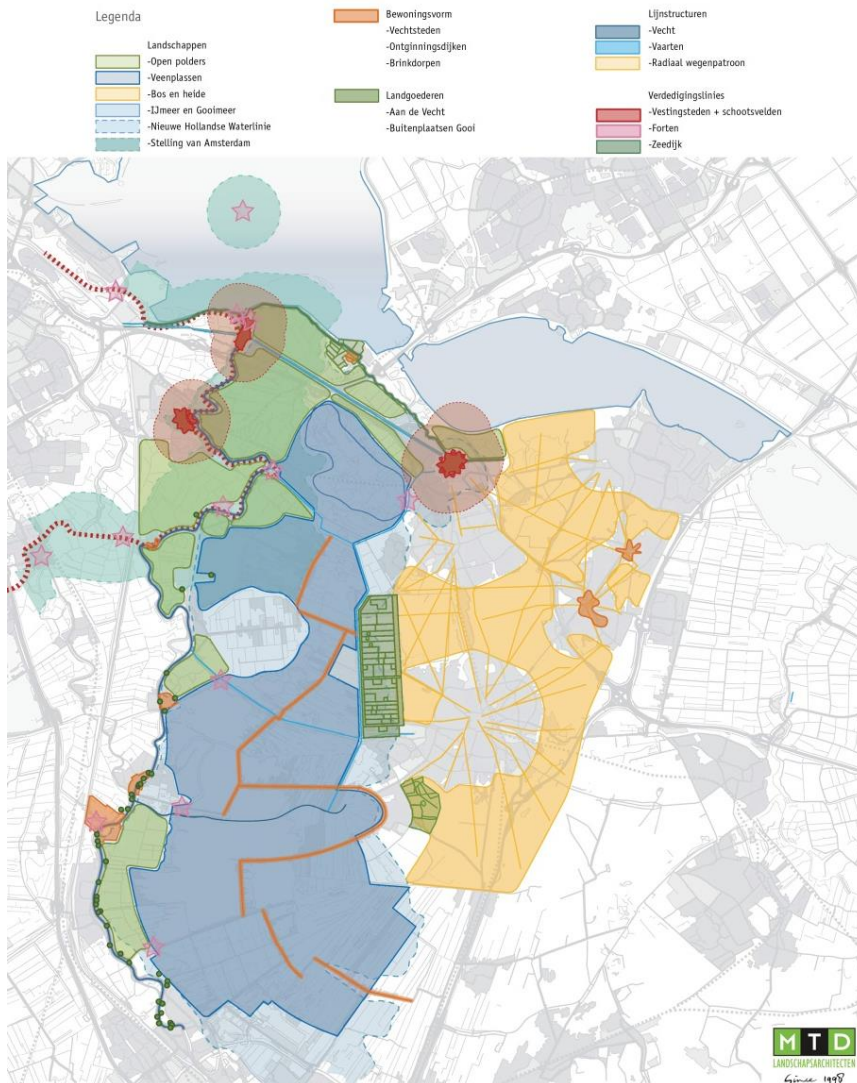 Legenda
Landschappen
-Open polders
-Veenplassen
-Bos en heide
-IJmeer en Gooimeer
-Nieuwe Hollandse Waterlinie
-Stelling van Amsterdam
Bewoningsvorm
-Vechtsteden
-Ontginningsdijken
-Brinkdorpen
Landgoederen
-Aan de Vecht
-Buitenplaatsen Gooi
Lijnstructuren
-Vecht
-Vaarten
-Radiaal wegenpatroon
Verdedigingslinies
-Vestingsteden + schootsvelden
-Forten
-Zeedijk
MTD
LANDSCHAPSARCHITECTEN
Since 1998